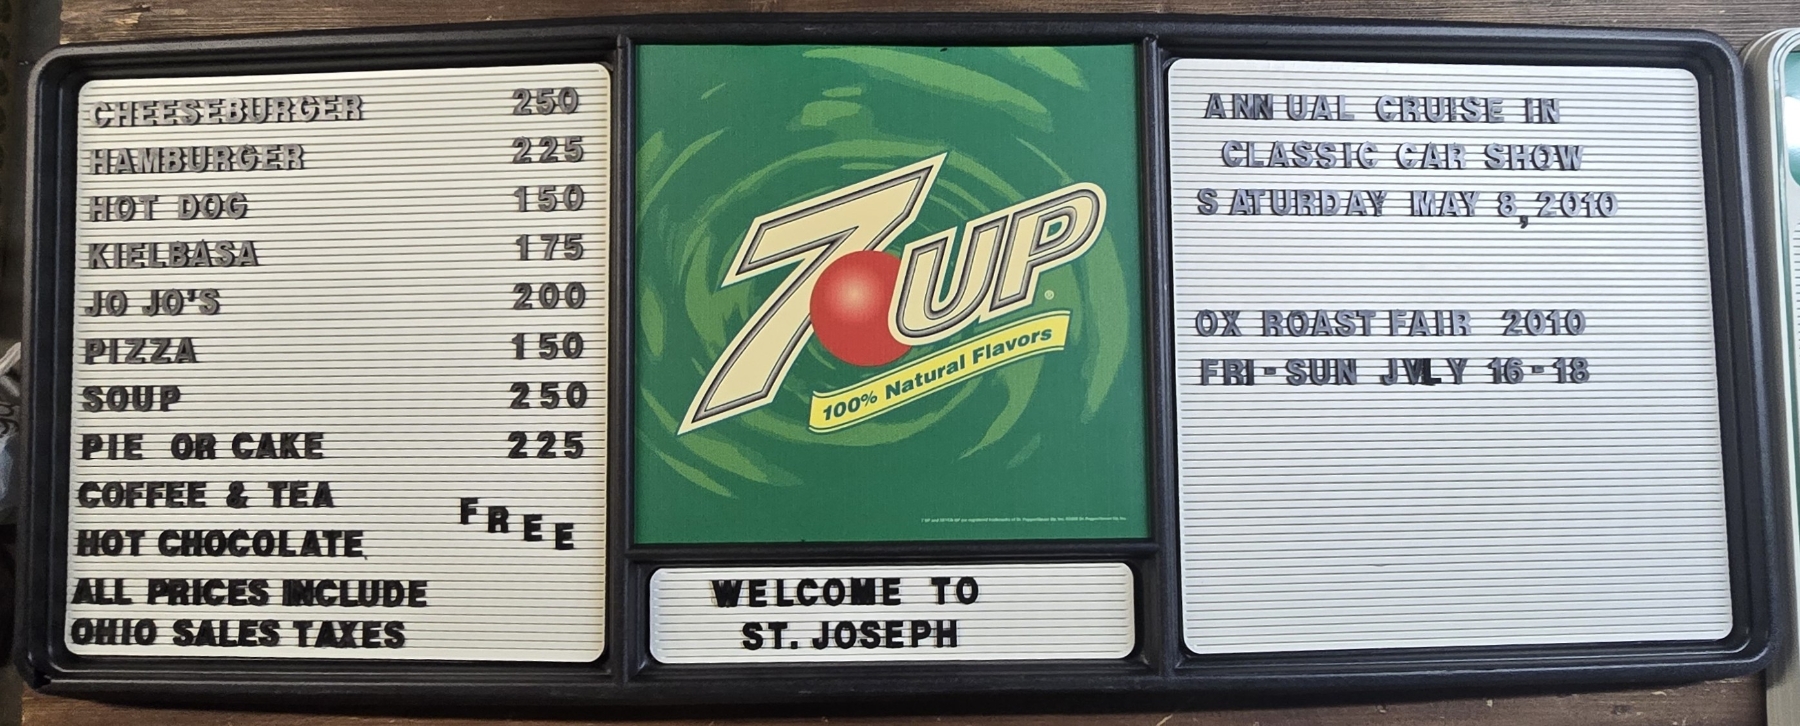 CHEESEBURGER 250
HAMBURGER 225
HOT DOG 150
KIELBASA 175
JO JO'S 200
PIZZA 150
SOUP 250
PIE OR CAKE 225
COFFEE & TEA
FREE
HOT CHOCOLATE
ALL PRICES INCLUDE
OHIO SALES TAXES
7UP®
100% Natural Flavors
WELCOME TO
ST. JOSEPH
ANNUAL CRUISE IN
CLASSIC CAR SHOW
SATURDAY MAY 8, 2010
OX ROAST FAIR 2010
FRI-SUN JVLY 16-18